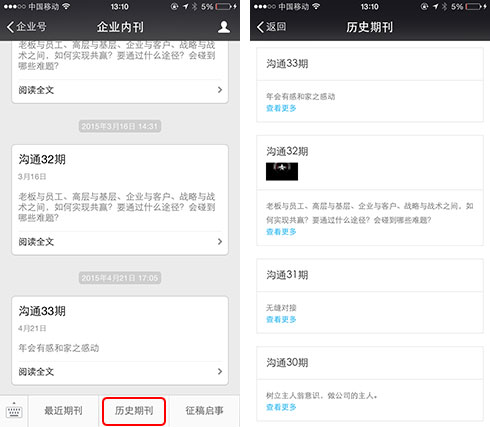 中国移动 13:10 5%
企业号 企业内刊
老板与员工、高层与基层、企业与客户、战略与战
术之间，如何实现共赢？要通过什么途径？会碰到
哪些难题？
阅读全文
2015年3月16日 14:31
沟通32期
3月16日
老板与员工、高层与基层、企业与客户、战略与战
术之间，如何实现共赢？要通过什么途径？会碰到
哪些难题？
阅读全文
2015年4月21日 17:05
沟通33期
4月21日
年会有感和家之感动
阅读全文
最近期刊 历史期刊 征稿启事
中国移动 13:10 5%
返回 历史期刊
沟通33期
年会有感和家之感动
查看更多
沟通32期
老板与员工、高层与基层、企业与客户、战略与战术之间，如
何实现共赢？要通过什么途径？会碰到哪些难题？
查看更多
沟通31期
无缝对接
查看更多
沟通30期
树立主人翁意识，做公司的主人。
查看更多